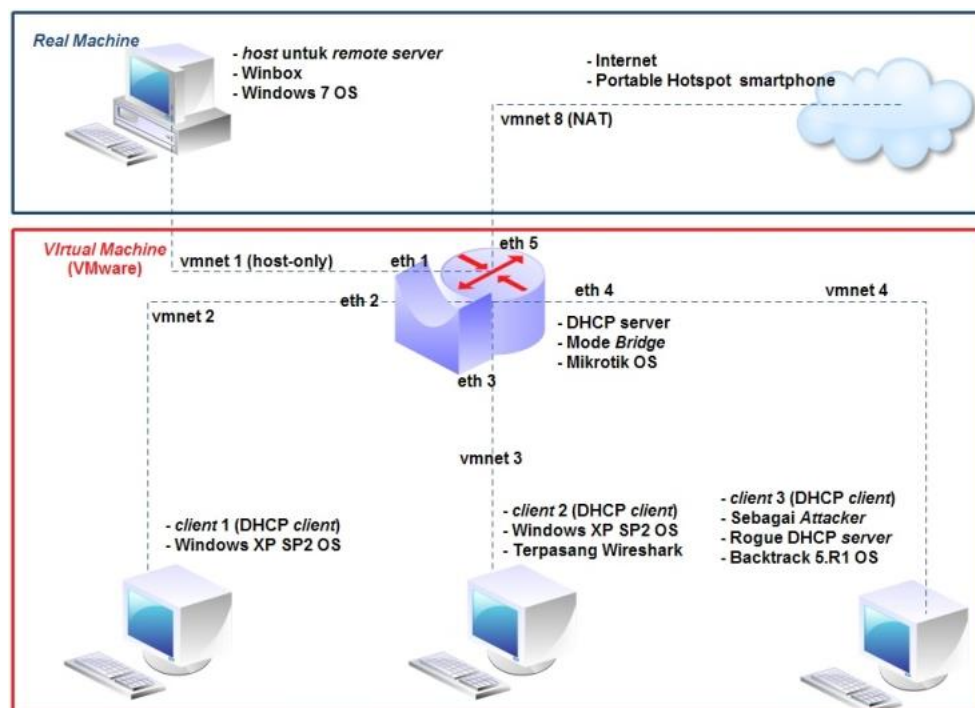 Real Machine
- host untuk remote server
- Winbox
- Windows 7 OS
- Internet
- Portable Hotspot smartphone
vmnet 8 (NAT)
VIrtual Machine
(VMware)
vmnet 1 (host-only)
eth 1
eth 5
vmnet 2
eth 2
eth 4
vmnet 4
- DHCP server
- Mode Bridge
- Mikrotik OS
eth 3
vmnet 3
- client 1 (DHCP client)
- Windows XP SP2 OS
- client 2 (DHCP client)
- Windows XP SP2 OS
- Terpasang Wireshark
- client 3 (DHCP client)
- Sebagai Attacker
- Rogue DHCP server
- Backtrack 5.R1 OS